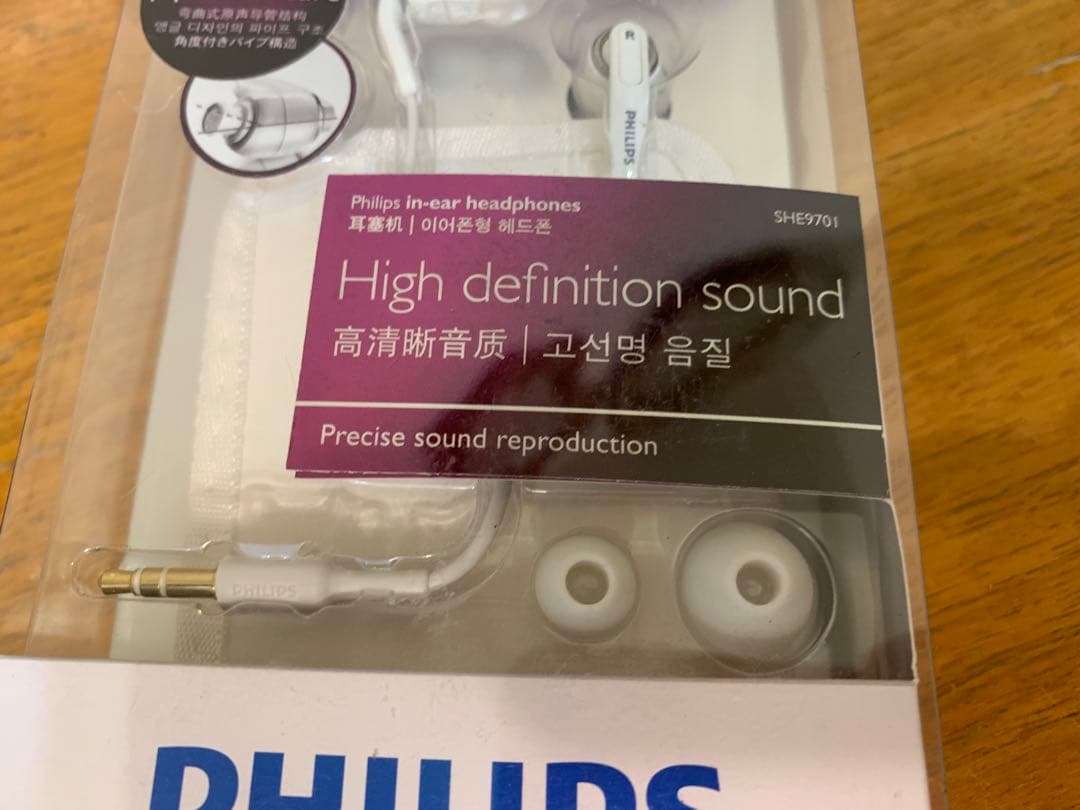 弯曲式原声导管结构
앵글 디자인의 파이프 구조
角度付きパイプ構造
R
PHILIPS
Philips in-ear headphones
SHE9701
耳塞机 | 이어폰형 헤드폰
High definition sound
高清晰音质 | 고선명 음질
Precise sound reproduction
PHILIPS
PHILIPS